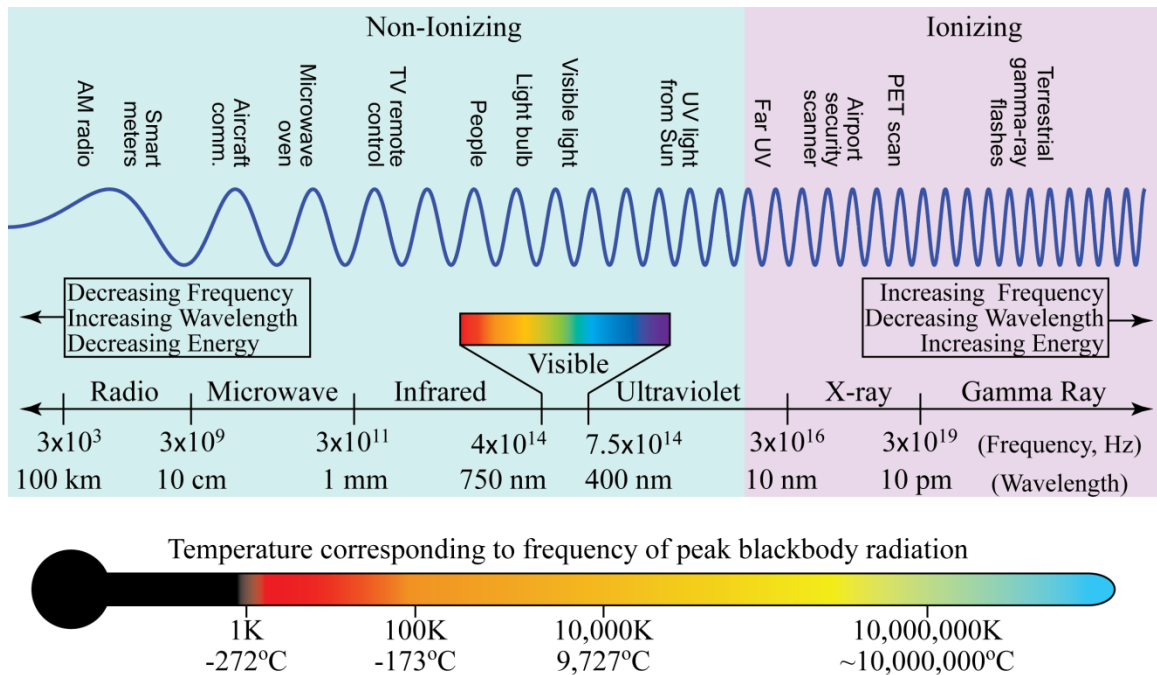 Non-Ionizing
Ionizing
AM radio
Smart
meters
Aircraft
comm.
Microwave
oven
TV remote
control
People
Light bulb
Visible light
UV light
from Sun
Far UV
Airport
security
scanner
PET scan
Terrestrial
gamma-ray
flashes
Decreasing Frequency
Increasing Wavelength
Decreasing Energy
Increasing Frequency
Decreasing Wavelength
Increasing Energy
Visible
Radio Microwave Infrared Ultraviolet X-ray Gamma Ray
3x10³ 3x10⁹ 3x10¹¹ 4x10¹⁴ 7.5x10¹⁴ 3x10¹⁶ 3x10¹⁹ (Frequency, Hz)
100 km 10 cm 1 mm 750 nm 400 nm 10 nm 10 pm (Wavelength)
Temperature corresponding to frequency of peak blackbody radiation
1K 100K 10,000K 10,000,000K
-272ºC -173ºC 9,727ºC ~10,000,000ºC